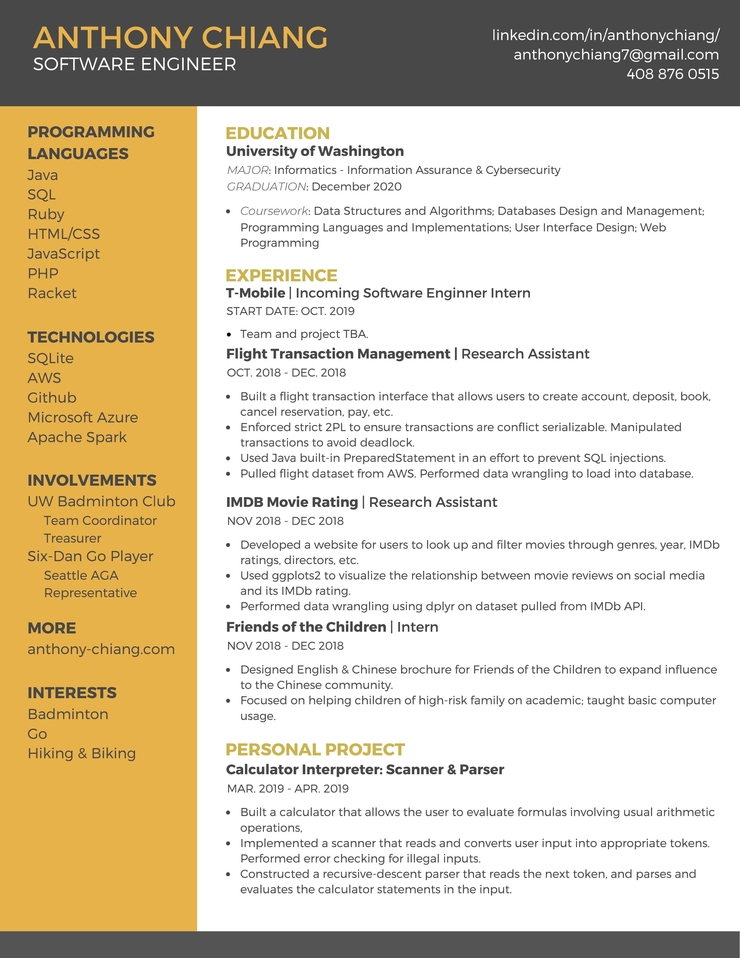 ANTHONY CHIANG
SOFTWARE ENGINEER
linkedin.com/in/anthonychiang/
anthonychiang7@gmail.com
408 876 0515
PROGRAMMING
LANGUAGES
Java
SQL
Ruby
HTML/CSS
JavaScript
PHP
Racket
TECHNOLOGIES
SQLite
AWS
Github
Microsoft Azure
Apache Spark
INVOLVEMENTS
UW Badminton Club
Team Coordinator
Treasurer
Six-Dan Go Player
Seattle AGA
Representative
MORE
anthony-chiang.com
INTERESTS
Badminton
Go
Hiking & Biking
EDUCATION
University of Washington
MAJOR: Informatics - Information Assurance & Cybersecurity
GRADUATION: December 2020
• Coursework: Data Structures and Algorithms; Databases Design and Management;
Programming Languages and Implementations; User Interface Design; Web
Programming
EXPERIENCE
T-Mobile | Incoming Software Enginner Intern
START DATE: OCT. 2019
• Team and project TBA.
Flight Transaction Management | Research Assistant
OCT. 2018 - DEC. 2018
• Built a flight transaction interface that allows users to create account, deposit, book,
cancel reservation, pay, etc.
• Enforced strict 2PL to ensure transactions are conflict serializable. Manipulated
transactions to avoid deadlock.
• Used Java built-in PreparedStatement in an effort to prevent SQL injections.
• Pulled flight dataset from AWS. Performed data wrangling to load into database.
IMDB Movie Rating | Research Assistant
NOV 2018 - DEC 2018
• Developed a website for users to look up and filter movies through genres, year, IMDb
ratings, directors, etc.
• Used ggplots2 to visualize the relationship between movie reviews on social media
and its IMDb rating.
• Performed data wrangling using dplyr on dataset pulled from IMDb API.
Friends of the Children | Intern
NOV 2018 - DEC 2018
• Designed English & Chinese brochure for Friends of the Children to expand influence
to the Chinese community.
• Focused on helping children of high-risk family on academic; taught basic computer
usage.
PERSONAL PROJECT
Calculator Interpreter: Scanner & Parser
MAR. 2019 - APR. 2019
• Built a calculator that allows the user to evaluate formulas involving usual arithmetic
operations,
• Implemented a scanner that reads and converts user input into appropriate tokens.
Performed error checking for illegal inputs.
• Constructed a recursive-descent parser that reads the next token, and parses and
evaluates the calculator statements in the input.